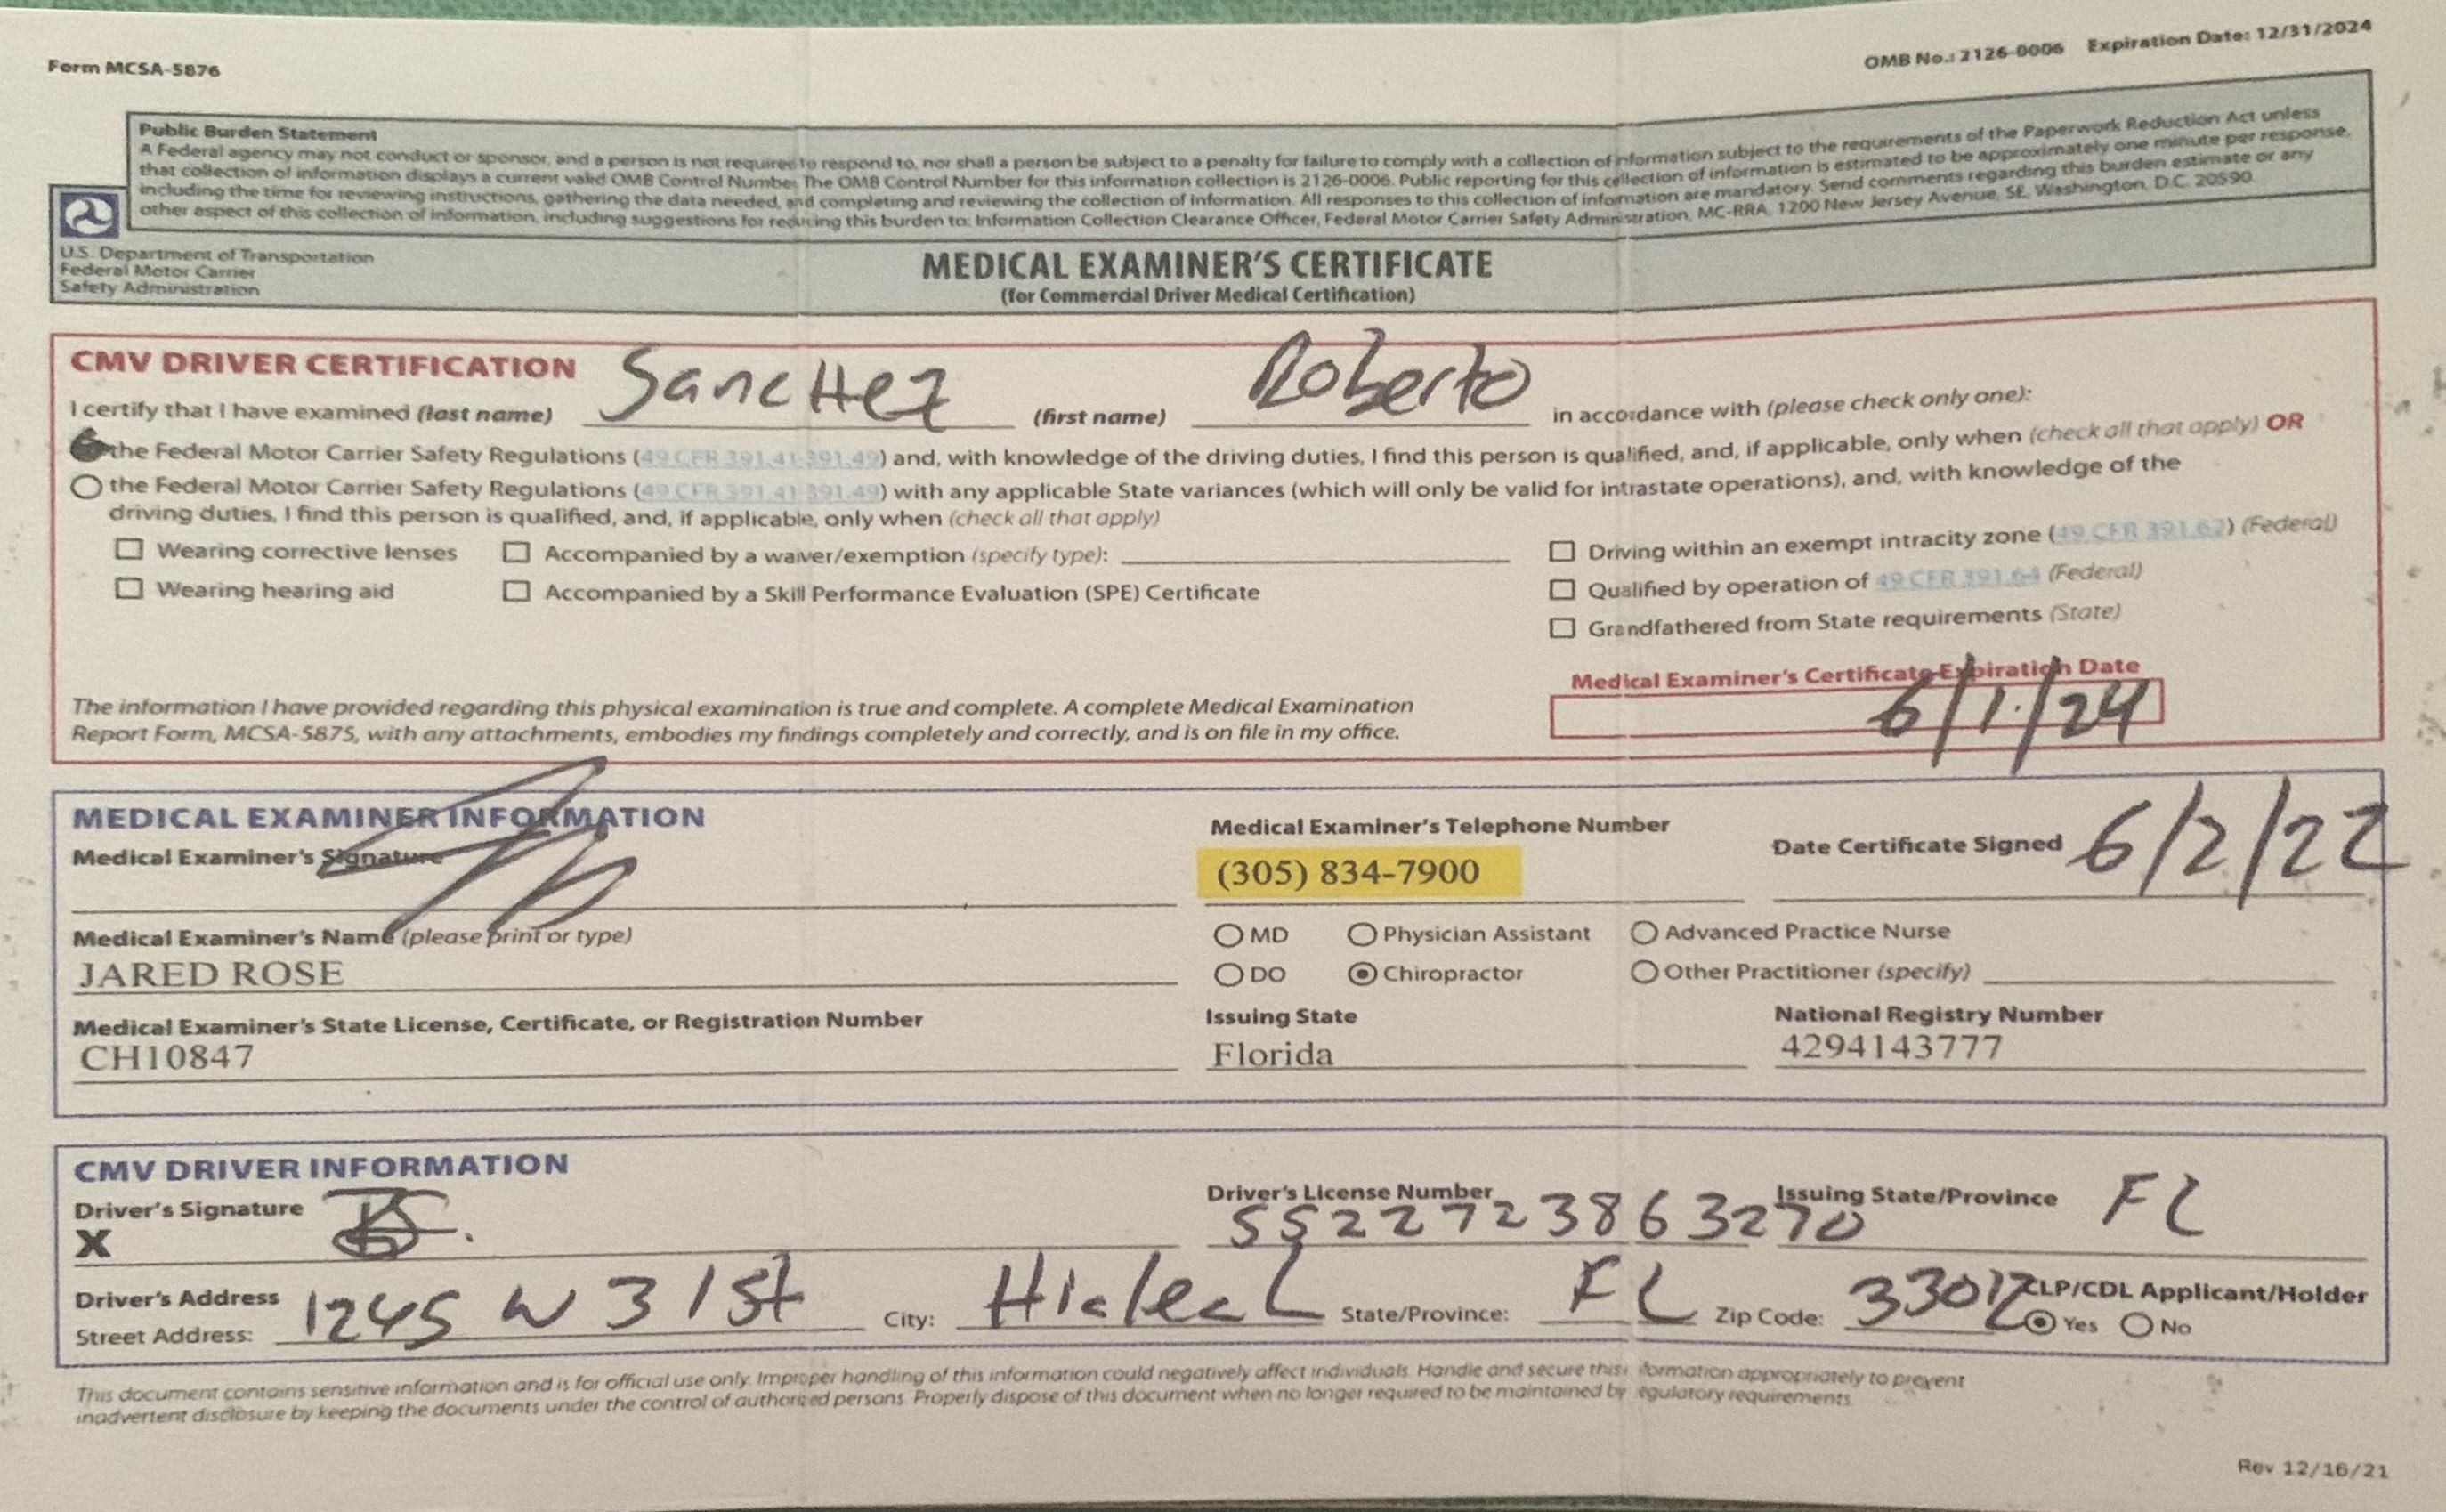 Form MCSA-5876
OMB No.: 2126-0006 Expiration Date: 12/31/2024
Public Burden Statement
A Federal agency may not conduct or sponsor, and a person is not required to respond to, nor shall a person be subject to a penalty for failure to comply with a collection of information subject to the requirements of the Paperwork Reduction Act unless
that collection of information displays a current valid OMB Control Number. The OMB Control Number for this information collection is 2126-0006. Public reporting for this collection of information is estimated to be approximately one minute per response,
including the time for reviewing instructions, gathering the data needed, and completing and reviewing the collection of information. All responses to this collection of information are mandatory. Send comments regarding this burden estimate or any
other aspect of this collection of information, including suggestions for reducing this burden to: Information Collection Clearance Officer, Federal Motor Carrier Safety Administration, MC-RRA, 1200 New Jersey Avenue, SE, Washington, D.C. 20590.
U.S. Department of Transportation
Federal Motor Carrier
Safety Administration
MEDICAL EXAMINER'S CERTIFICATE
(for Commercial Driver Medical Certification)
CMV DRIVER CERTIFICATION
I certify that I have examined (last name) SancHez (first name) Roberto in accordance with (please check only one):
the Federal Motor Carrier Safety Regulations (49 CFR 391.41-391.49) and, with knowledge of the driving duties, I find this person is qualified, and, if applicable, only when (check all that apply) OR
the Federal Motor Carrier Safety Regulations (49 CFR 391.41-391.49) with any applicable State variances (which will only be valid for intrastate operations), and, with knowledge of the
driving duties, I find this person is qualified, and, if applicable, only when (check all that apply)
Wearing corrective lenses Accompanied by a waiver/exemption (specify type): Driving within an exempt intracity zone (49 CFR 391.62) (Federal)
Wearing hearing aid Accompanied by a Skill Performance Evaluation (SPE) Certificate Qualified by operation of 49 CFR 391.64 (Federal)
Grandfathered from State requirements (State)
Medical Examiner's Certificate Expiration Date
6/1/24
The information I have provided regarding this physical examination is true and complete. A complete Medical Examination
Report Form, MCSA-5875, with any attachments, embodies my findings completely and correctly, and is on file in my office.
MEDICAL EXAMINER INFORMATION
Medical Examiner's Signature
Medical Examiner's Telephone Number
(305) 834-7900
Date Certificate Signed 6/2/22
Medical Examiner's Name (please print or type)
JARED ROSE
MD Physician Assistant Advanced Practice Nurse
DO Chiropractor Other Practitioner (specify)
Medical Examiner's State License, Certificate, or Registration Number
CH10847
Issuing State
Florida
National Registry Number
4294143777
CMV DRIVER INFORMATION
Driver's Signature
X
Driver's License Number
S5227723863270
Issuing State/Province FL
Driver's Address
Street Address: 1245 W 31st City: Hialeah State/Province: FL Zip Code: 33012
CLP/CDL Applicant/Holder
Yes No
This document contains sensitive information and is for official use only. Improper handling of this information could negatively affect individuals. Handle and secure this formation appropriately to prevent
inadvertent disclosure by keeping the documents under the control of authorized persons. Properly dispose of this document when no longer required to be maintained by egulatory requirements.
Rev 12/16/21